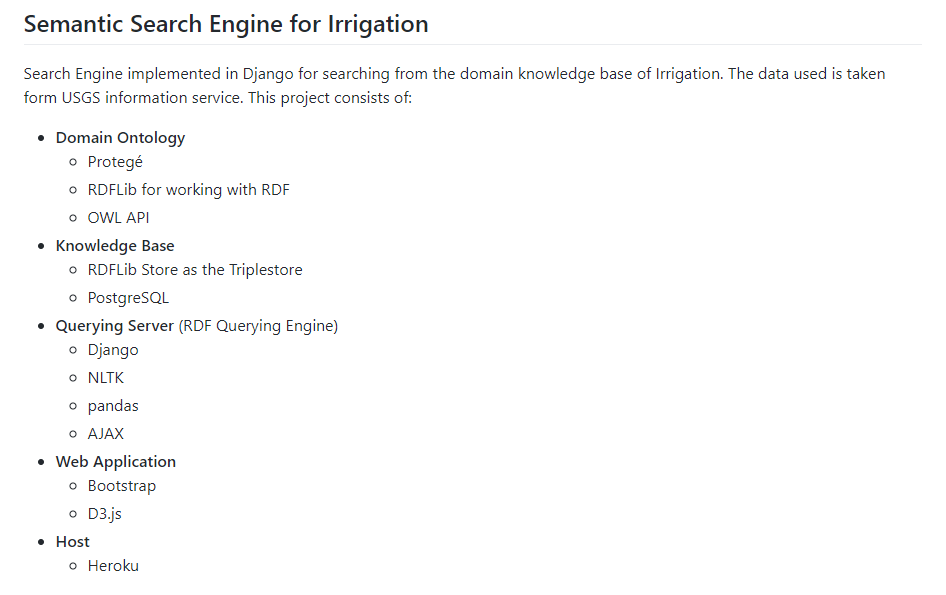 Semantic Search Engine for Irrigation
Search Engine implemented in Django for searching from the domain knowledge base of Irrigation. The data used is taken
form USGS information service. This project consists of:
Domain Ontology
Protegé
RDFLib for working with RDF
OWL API
Knowledge Base
RDFLib Store as the Triplestore
PostgreSQL
Querying Server (RDF Querying Engine)
Django
NLTK
pandas
AJAX
Web Application
Bootstrap
D3.js
Host
Heroku